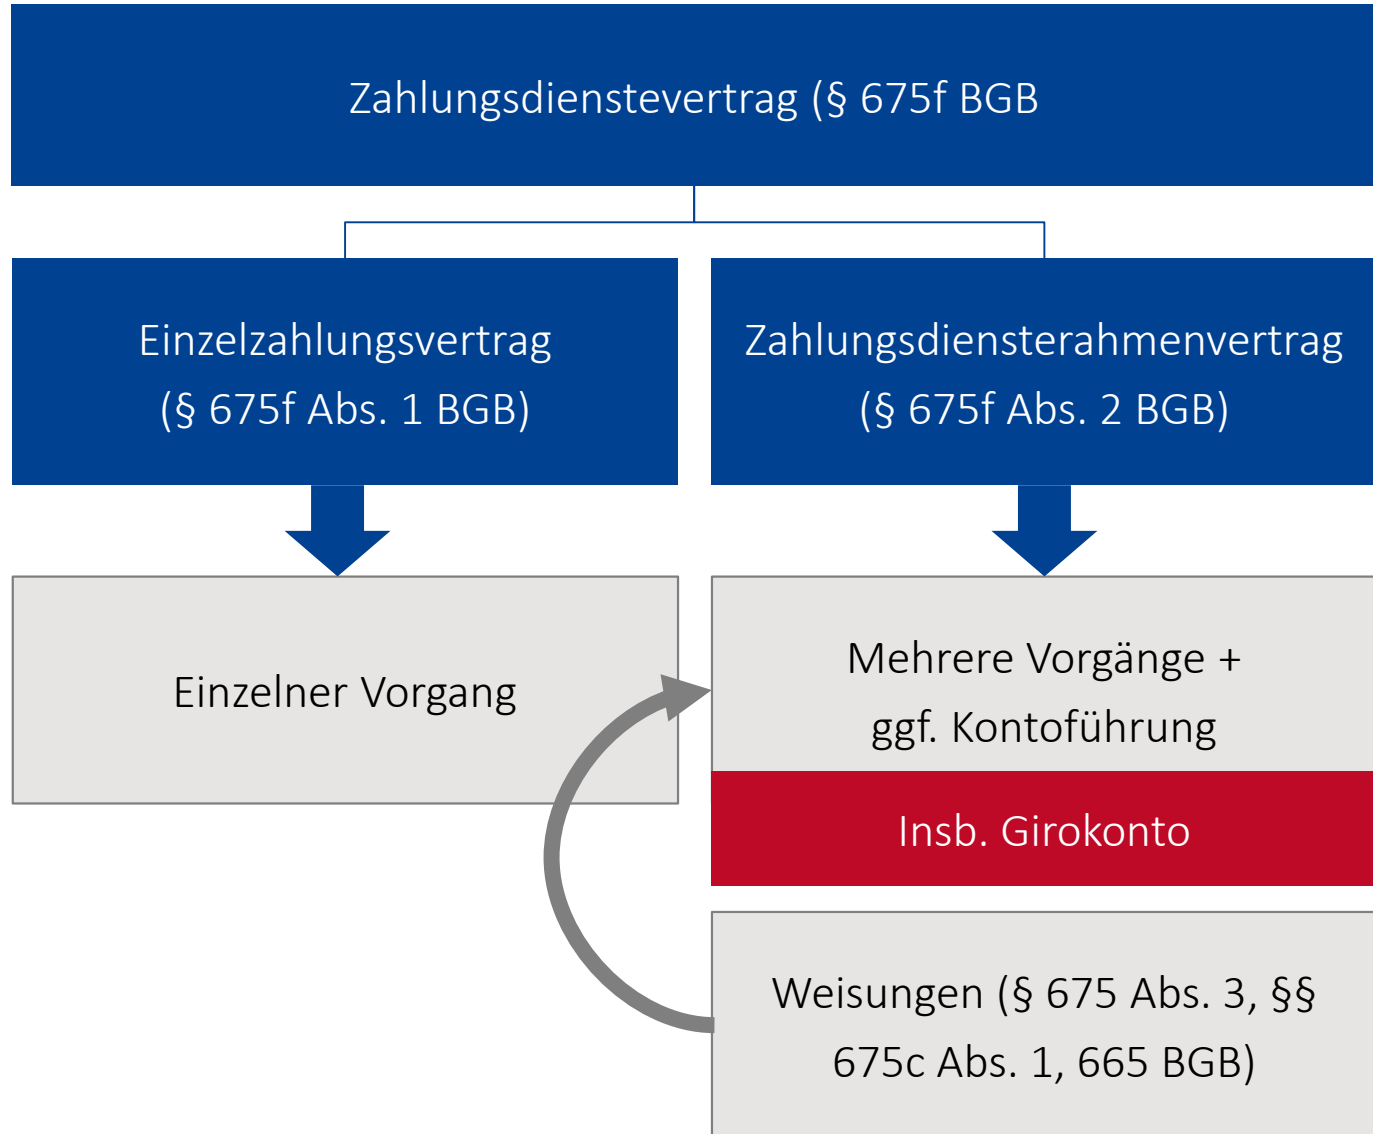 Zahlungsdienstevertrag (§ 675f BGB
Einzelzahlungsvertrag
(§ 675f Abs. 1 BGB)
Zahlungsdiensterahmenvertrag
(§ 675f Abs. 2 BGB)
Einzelner Vorgang
Mehrere Vorgänge +
ggf. Kontoführung
Insb. Girokonto
Weisungen (§ 675 Abs. 3, §§
675c Abs. 1, 665 BGB)